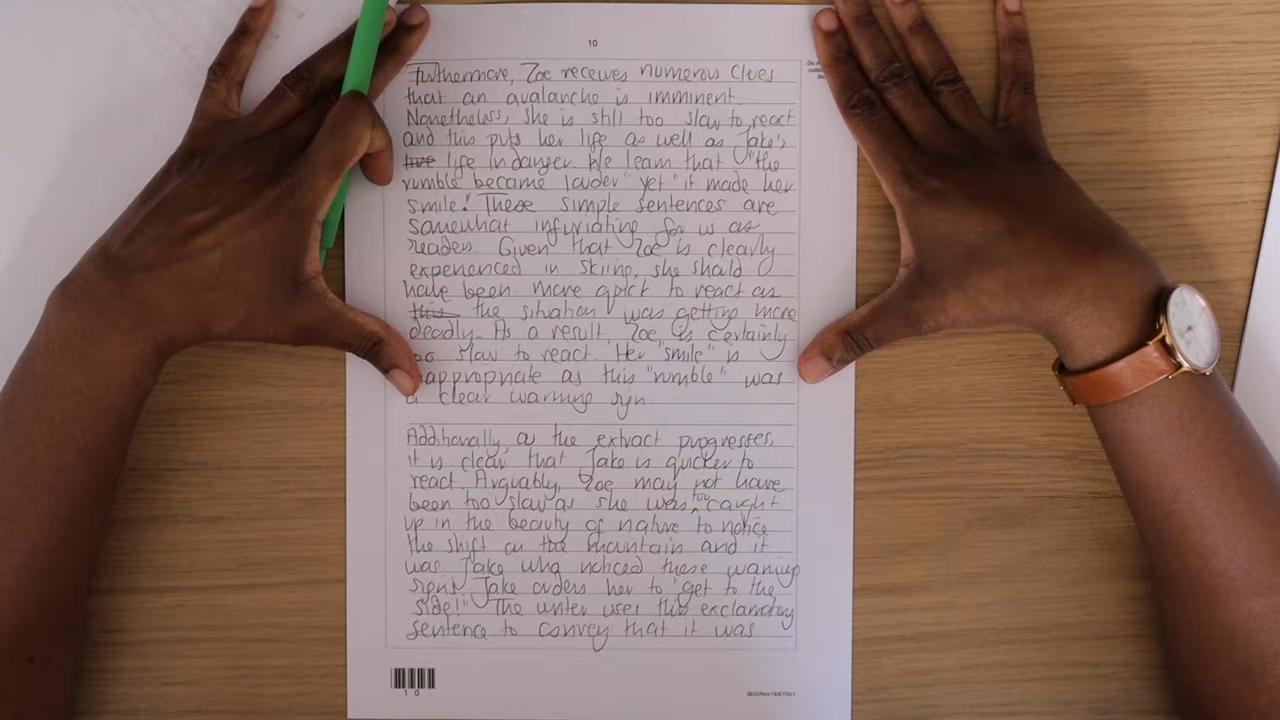 10
Furthermore, Zoe receives numerous clues
that an avalanche is imminent.
Nonetheless, she is still too slow to react
and this puts her life as well as Jake's
live life in danger. We learn that "the
rumble became louder" yet "it made her
smile." These simple sentences are
somewhat infuriating for us as
readers. Given that Zoe is clearly
experienced in skiing, she should
have been more quick to react as
this the situation was getting more
deadly. As a result, Zoe is certainly
slow to react. Her "smile" is
appropriate as this "rumble" was
a clear warning sign.
Additionally, as the extract progresses,
it is clear that Jake is quicker to
react. Arguably, Zoe may not have
been too slow as she was too caught
up in the beauty of nature to notice
the shift on the mountain and it
was Jake who noticed these warning
signs. Jake orders her to "get to the
side!" The writer uses this exclamatory
sentence to convey that it was
1 0